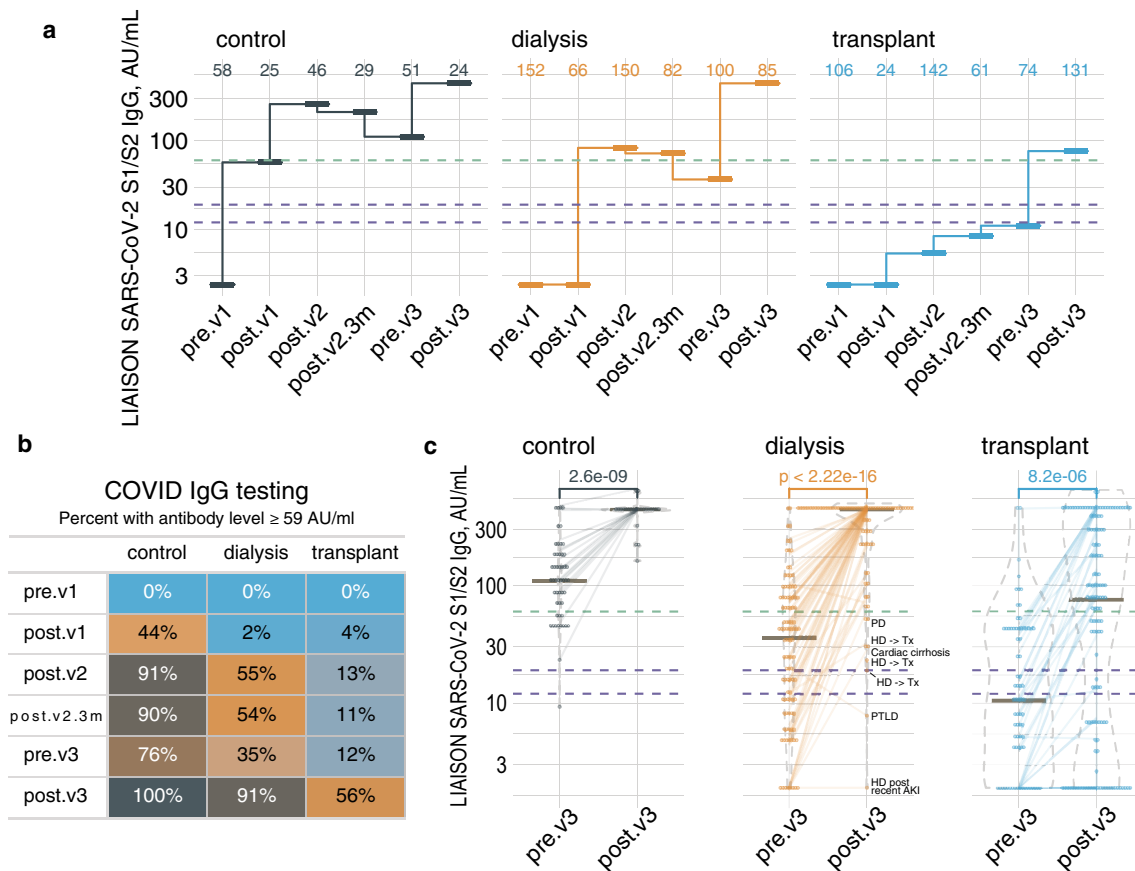 a
control dialysis transplant
LIAISON SARS-CoV-2 S1/S2 IgG, AU/mL
58 25 46 29 51 24 152 66 150 82 100 85 106 24 142 61 74 131
300
100
30
10
3
pre.v1 post.v1 post.v2 post.v2.3m pre.v3 post.v3 pre.v1 post.v1 post.v2 post.v2.3m pre.v3 post.v3 pre.v1 post.v1 post.v2 post.v2.3m pre.v3 post.v3
b
COVID IgG testing
Percent with antibody level ≥ 59 AU/ml
control dialysis transplant
pre.v1 0% 0% 0%
post.v1 44% 2% 4%
post.v2 91% 55% 13%
post.v2.3m 90% 54% 11%
pre.v3 76% 35% 12%
post.v3 100% 91% 56%
c
control dialysis transplant
LIAISON SARS-CoV-2 S1/S2 IgG, AU/mL
2.6e-09 p < 2.22e-16 8.2e-06
300
100
30
10
3
PD
HD -> Tx
Cardiac cirrhosis
HD -> Tx
HD -> Tx
PTLD
HD post
recent AKI
pre.v3 post.v3 pre.v3 post.v3 pre.v3 post.v3